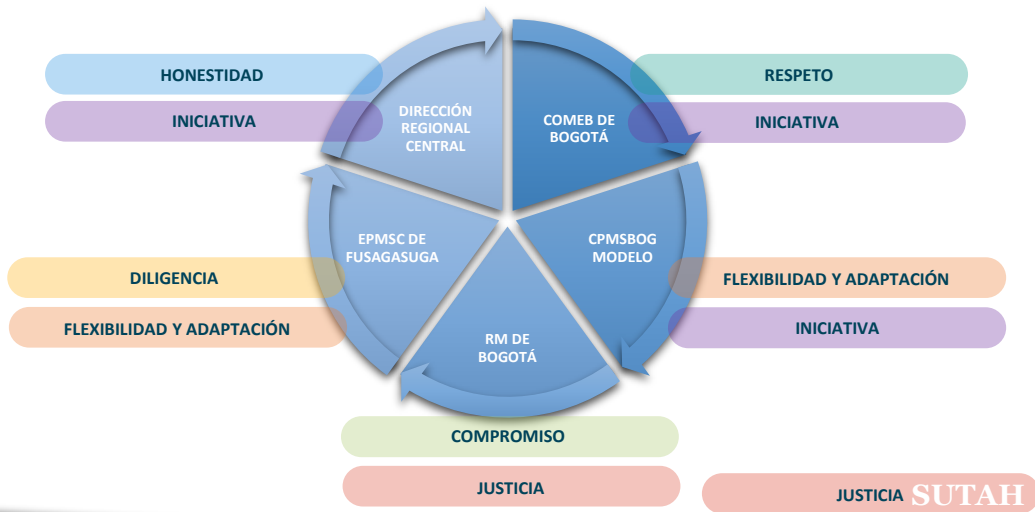 HONESTIDAD
INICIATIVA
DIRECCIÓN
REGIONAL
CENTRAL
COMEB DE
BOGOTÁ
RESPETO
INICIATIVA
EPMSC DE
FUSAGASUGA
CPMSBOG
MODELO
DILIGENCIA
FLEXIBILIDAD Y ADAPTACIÓN
FLEXIBILIDAD Y ADAPTACIÓN
INICIATIVA
RM DE
BOGOTÁ
COMPROMISO
JUSTICIA
JUSTICIA SUTAH